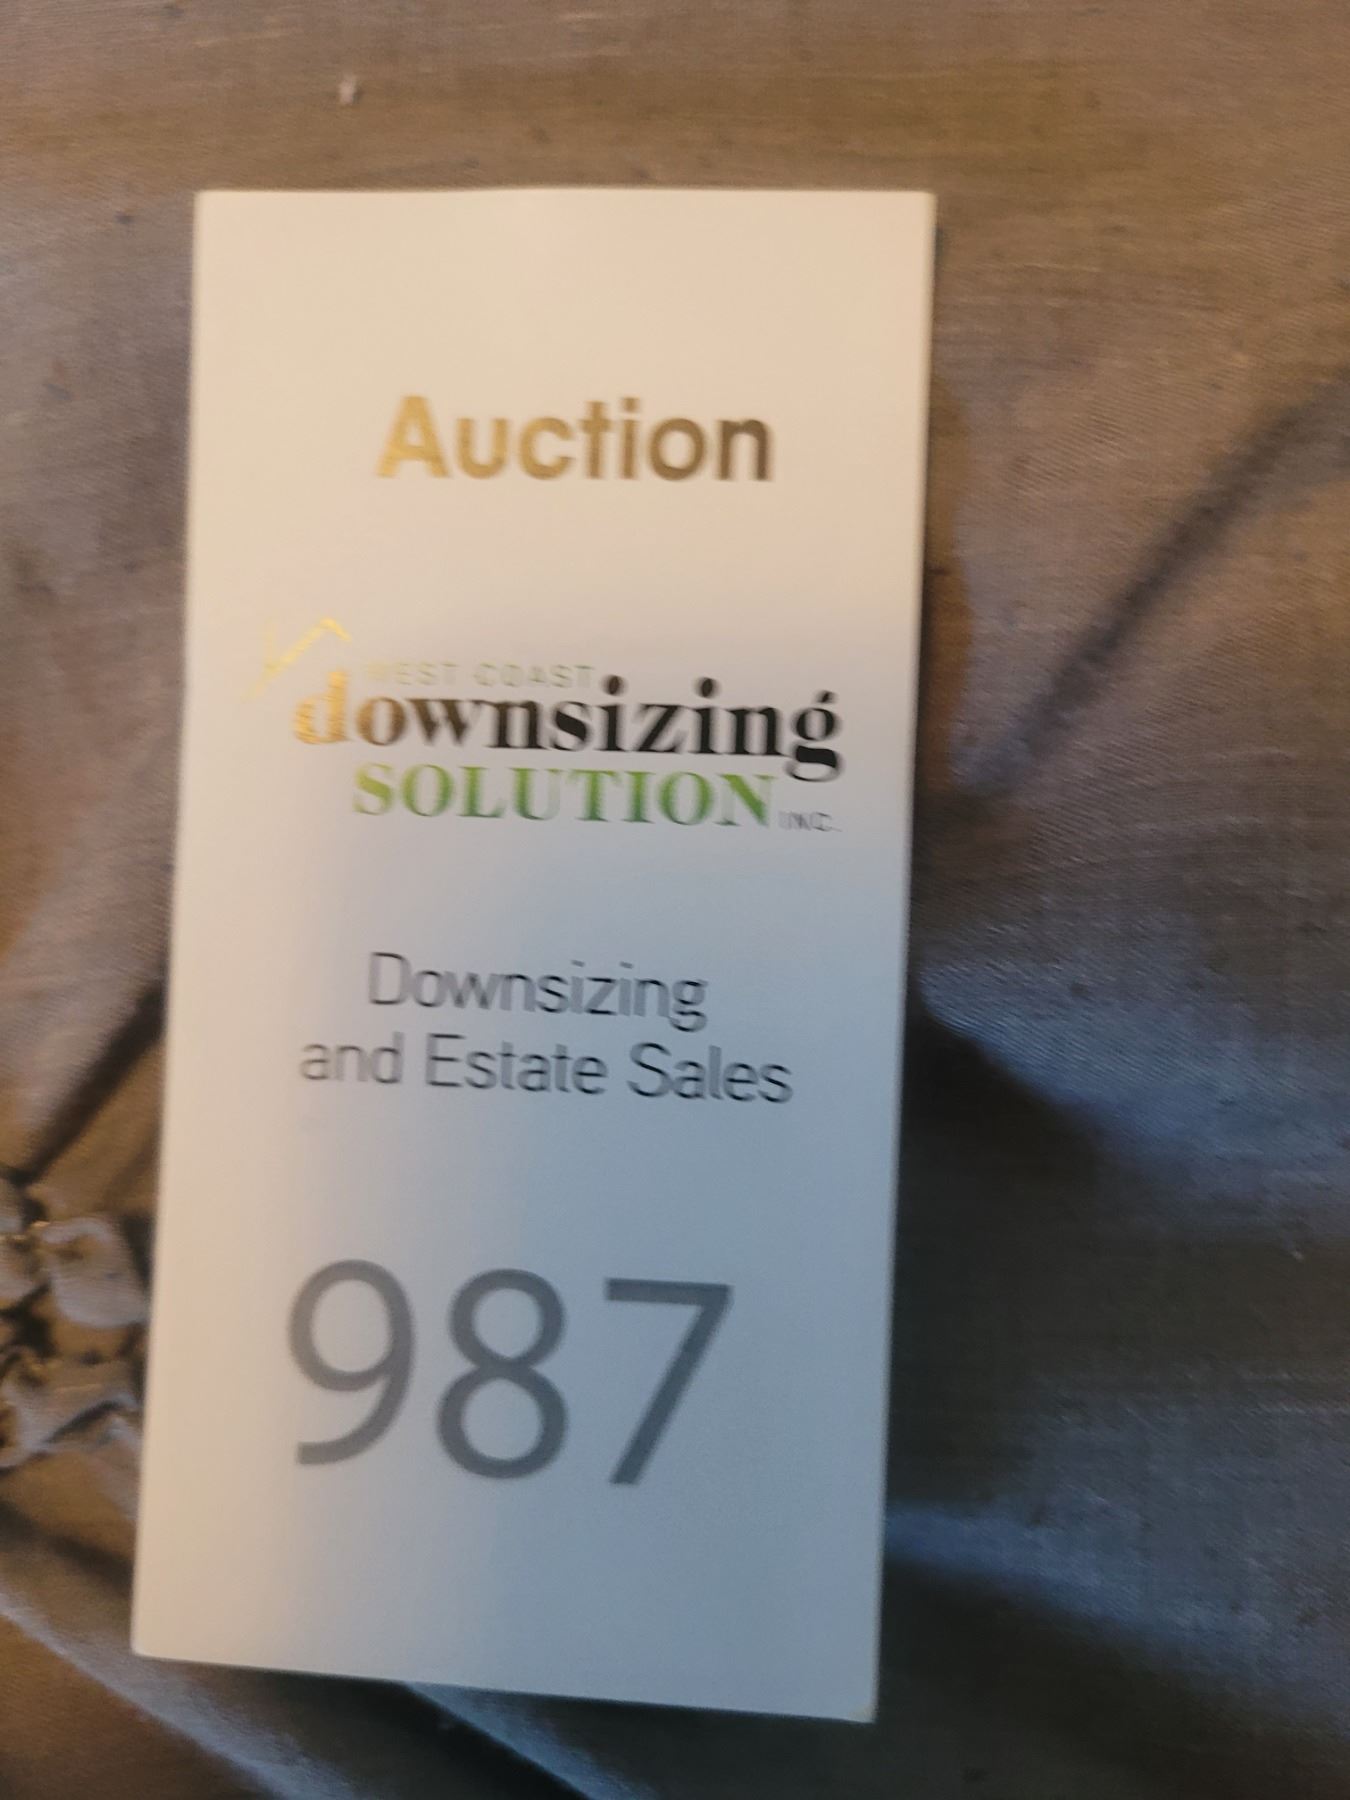 Auction
WEST COAST
downsizing
SOLUTION INC.
Downsizing
and Estate Sales
987